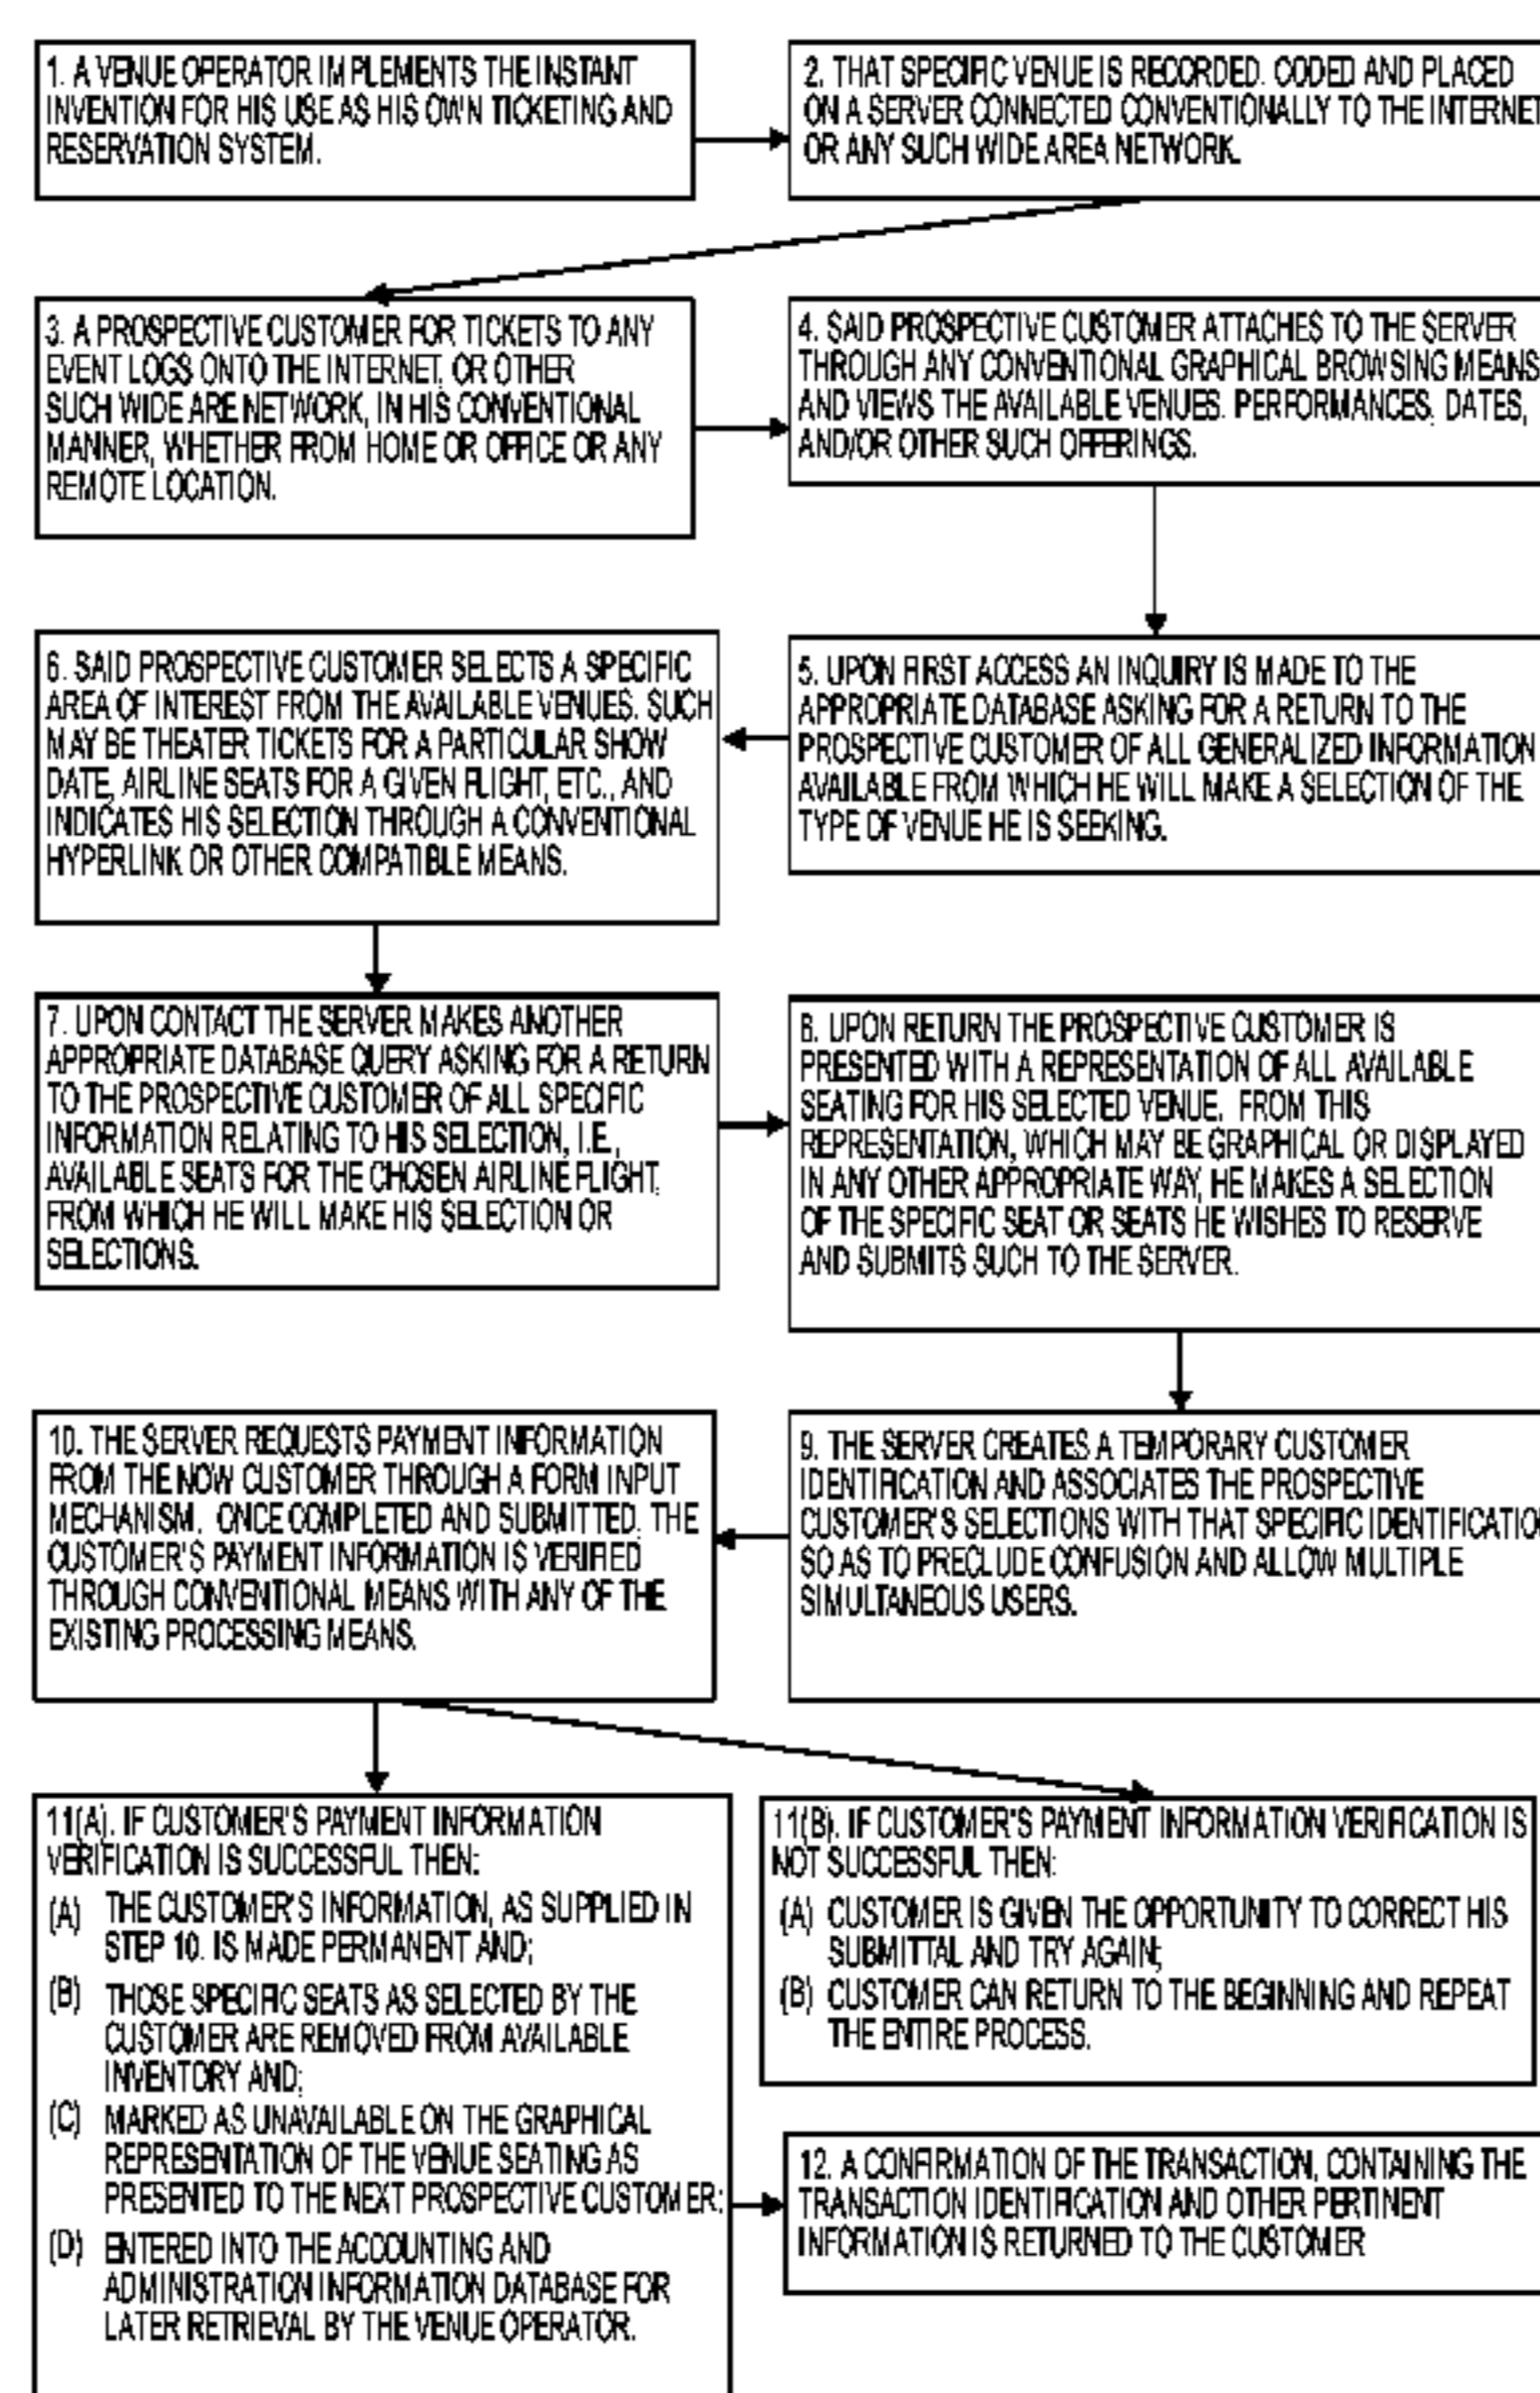 1. A VENUE OPERATOR IMPLEMENTS THE INSTANT
INVENTION FOR HIS USE AS HIS OWN TICKETING AND
RESERVATION SYSTEM.
2. THAT SPECIFIC VENUE IS RECORDED. CODED AND PLACED
ON A SERVER CONNECTED CONVENTIONALLY TO THE INTERNET
OR ANY SUCH WIDE AREA NETWORK.
3. A PROSPECTIVE CUSTOMER FOR TICKETS TO ANY
EVENT LOGS ONTO THE INTERNET, OR OTHER
SUCH WIDE ARE NETWORK, IN HIS CONVENTIONAL
MANNER, WHETHER FROM HOME OR OFFICE OR ANY
REMOTE LOCATION.
4. SAID PROSPECTIVE CUSTOMER ATTACHES TO THE SERVER
THROUGH ANY CONVENTIONAL GRAPHICAL BROWSING MEANS
AND VIEWS THE AVAILABLE VENUES. PERFORMANCES, DATES,
AND/OR OTHER SUCH OFFERINGS.
5. UPON FIRST ACCESS AN INQUIRY IS MADE TO THE
APPROPRIATE DATABASE ASKING FOR A RETURN TO THE
PROSPECTIVE CUSTOMER OF ALL GENERALIZED INFORMATION
AVAILABLE FROM WHICH HE WILL MAKE A SELECTION OF THE
TYPE OF VENUE HE IS SEEKING.
6. SAID PROSPECTIVE CUSTOMER SELECTS A SPECIFIC
AREA OF INTEREST FROM THE AVAILABLE VENUES. SUCH
MAY BE THEATER TICKETS FOR A PARTICULAR SHOW
DATE, AIRLINE SEATS FOR A GIVEN FLIGHT, ETC., AND
INDICATES HIS SELECTION THROUGH A CONVENTIONAL
HYPERLINK OR OTHER COMPATIBLE MEANS.
7. UPON CONTACT THE SERVER MAKES ANOTHER
APPROPRIATE DATABASE QUERY ASKING FOR A RETURN
TO THE PROSPECTIVE CUSTOMER OF ALL SPECIFIC
INFORMATION RELATING TO HIS SELECTION, I.E.,
AVAILABLE SEATS FOR THE CHOSEN AIRLINE FLIGHT,
FROM WHICH HE WILL MAKE HIS SELECTION OR
SELECTIONS.
8. UPON RETURN THE PROSPECTIVE CUSTOMER IS
PRESENTED WITH A REPRESENTATION OF ALL AVAILABLE
SEATING FOR HIS SELECTED VENUE. FROM THIS
REPRESENTATION, WHICH MAY BE GRAPHICAL OR DISPLAYED
IN ANY OTHER APPROPRIATE WAY, HE MAKES A SELECTION
OF THE SPECIFIC SEAT OR SEATS HE WISHES TO RESERVE
AND SUBMITS SUCH TO THE SERVER.
9. THE SERVER CREATES A TEMPORARY CUSTOMER
IDENTIFICATION AND ASSOCIATES THE PROSPECTIVE
CUSTOMER'S SELECTIONS WITH THAT SPECIFIC IDENTIFICATIO
SO AS TO PRECLUDE CONFUSION AND ALLOW MULTIPLE
SIMULTANEOUS USERS.
10. THE SERVER REQUESTS PAYMENT INFORMATION
FROM THE NOW CUSTOMER THROUGH A FORM INPUT
MECHANISM. ONCE COMPLETED AND SUBMITTED, THE
CUSTOMER'S PAYMENT INFORMATION IS VERIFIED
THROUGH CONVENTIONAL MEANS WITH ANY OF THE
EXISTING PROCESSING MEANS.
11(A). IF CUSTOMER'S PAYMENT INFORMATION
VERIFICATION IS SUCCESSFUL THEN:
(A) THE CUSTOMER'S INFORMATION, AS SUPPLIED IN
STEP 10. IS MADE PERMANENT AND;
(B) THOSE SPECIFIC SEATS AS SELECTED BY THE
CUSTOMER ARE REMOVED FROM AVAILABLE
INVENTORY AND;
(C) MARKED AS UNAVAILABLE ON THE GRAPHICAL
REPRESENTATION OF THE VENUE SEATING AS
PRESENTED TO THE NEXT PROSPECTIVE CUSTOMER;
(D) ENTERED INTO THE ACCOUNTING AND
ADMINISTRATION INFORMATION DATABASE FOR
LATER RETRIEVAL BY THE VENUE OPERATOR.
11(B). IF CUSTOMER'S PAYMENT INFORMATION VERIFICATION IS
NOT SUCCESSFUL THEN:
(A) CUSTOMER IS GIVEN THE OPPORTUNITY TO CORRECT HIS
SUBMITTAL AND TRY AGAIN;
(B) CUSTOMER CAN RETURN TO THE BEGINNING AND REPEAT
THE ENTIRE PROCESS.
12. A CONFIRMATION OF THE TRANSACTION, CONTAINING THE
TRANSACTION IDENTIFICATION AND OTHER PERTINENT
INFORMATION IS RETURNED TO THE CUSTOMER